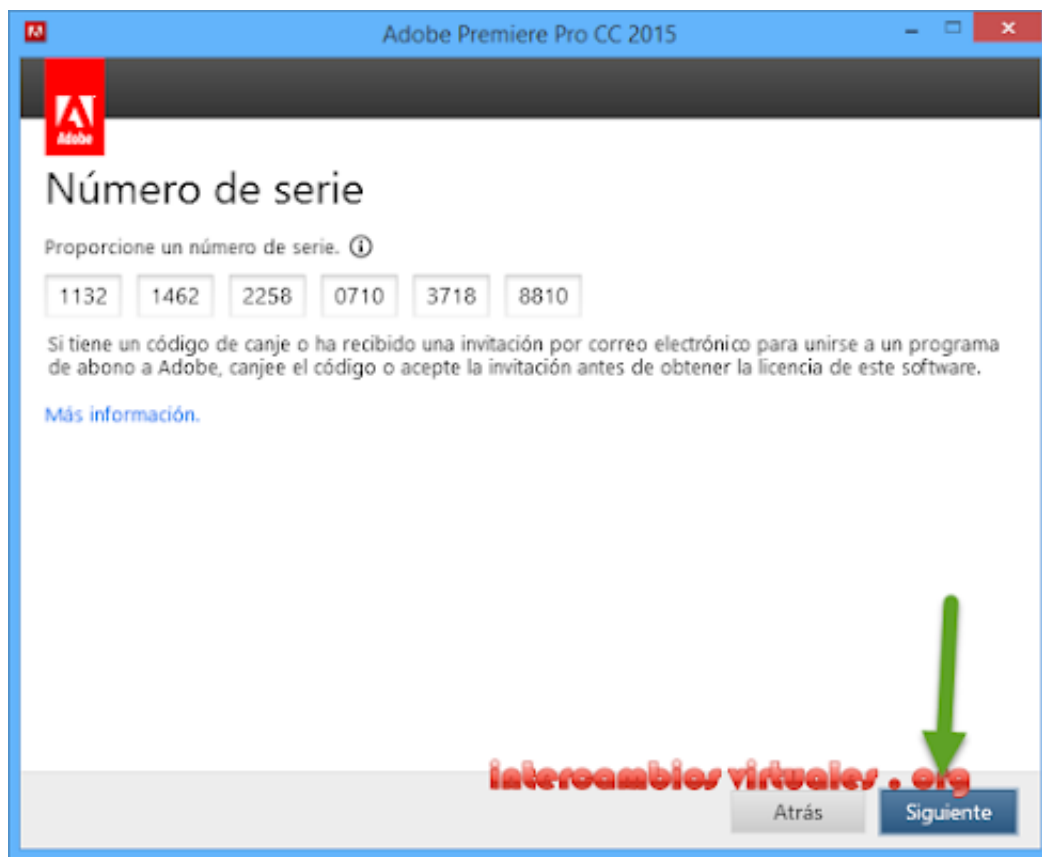 Adobe Premiere Pro CC 2015
Adobe
Número de serie
Proporcione un número de serie.
1132 1462 2258 0710 3718 8810
Si tiene un código de canje o ha recibido una invitación por correo electrónico para unirse a un programa
de abono a Adobe, canjee el código o acepte la invitación antes de obtener la licencia de este software.
Más información.
intercambios virtuales . org
Atrás Siguiente